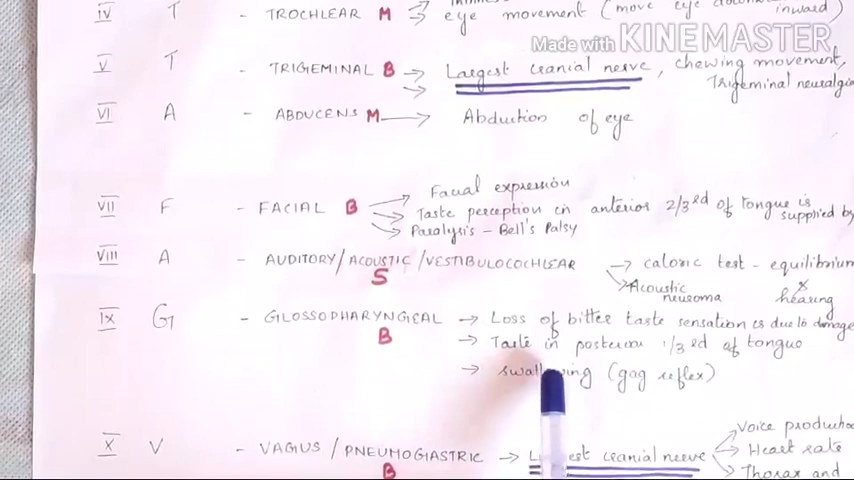 IV T - TROCHLEAR M → eye movement (move eye inward)
Made with KINEMASTER
V T - TRIGEMINAL B → Largest cranial nerve, chewing movement,
→ Trigeminal neuralgia
VI A - ABDUCENS M → Abduction of eye
VII F - FACIAL B → Facial expression
→ Taste perception in anterior 2/3rd of tongue is supplied by
→ Paralysis - Bell's Palsy
VIII A - AUDITORY/ACOUSTIC/VESTIBULOCOCHLEAR → caloric test - equilibrium
S → Acoustic neuroma hearing
IX G - GLOSSOPHARYNGEAL → Loss of bitter taste sensation is due to damage
B → Taste in posterior 1/3rd of tongue
→ swallowing (gag reflex)
X V - VAGUS / PNEUMOGASTRIC → cranial nerve → Voice production
B → Heart rate
→ Thorax and